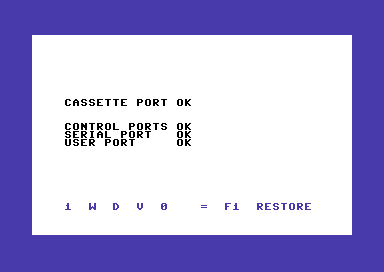 CASSETTE PORT OK
CONTROL PORTS OK
SERIAL PORT OK
USER PORT OK
1 W D V 0 = F1 RESTORE